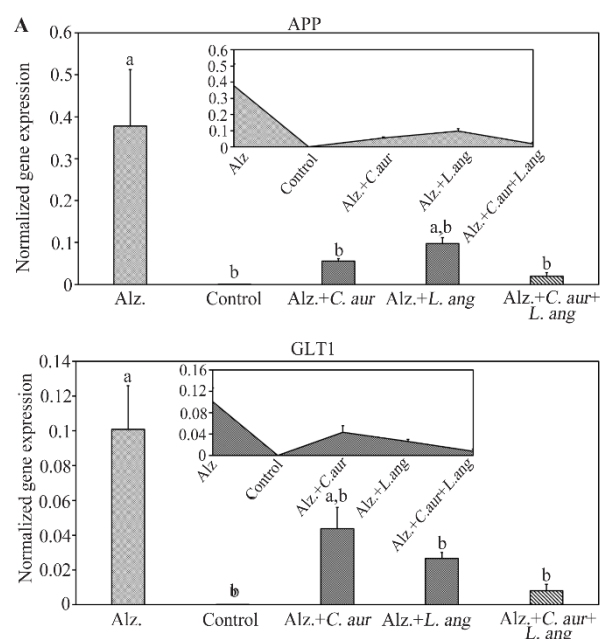 A
APP
Normalized gene expression
0.6
0.5
0.4
0.3
0.2
0.1
0
a
b
b
a,b
b
Alz.
Control
Alz.+C. aur
Alz.+L. ang
Alz.+C. aur+
L. ang
0.6
0.5
0.4
0.3
0.2
0.1
0
Alz
Control
Alz.+C.aur
Alz.+L.ang
Alz.+C.aur+L.ang
GLT1
Normalized gene expression
0.14
0.12
0.1
0.08
0.06
0.04
0.02
0
a
b
a,b
b
b
Alz.
Control
Alz.+C. aur
Alz.+L. ang
Alz.+C. aur+
L. ang
0.16
0.12
0.08
0.04
0
Alz
Control
Alz.+C.aur
Alz.+L.ang
Alz.+C.aur+L.ang